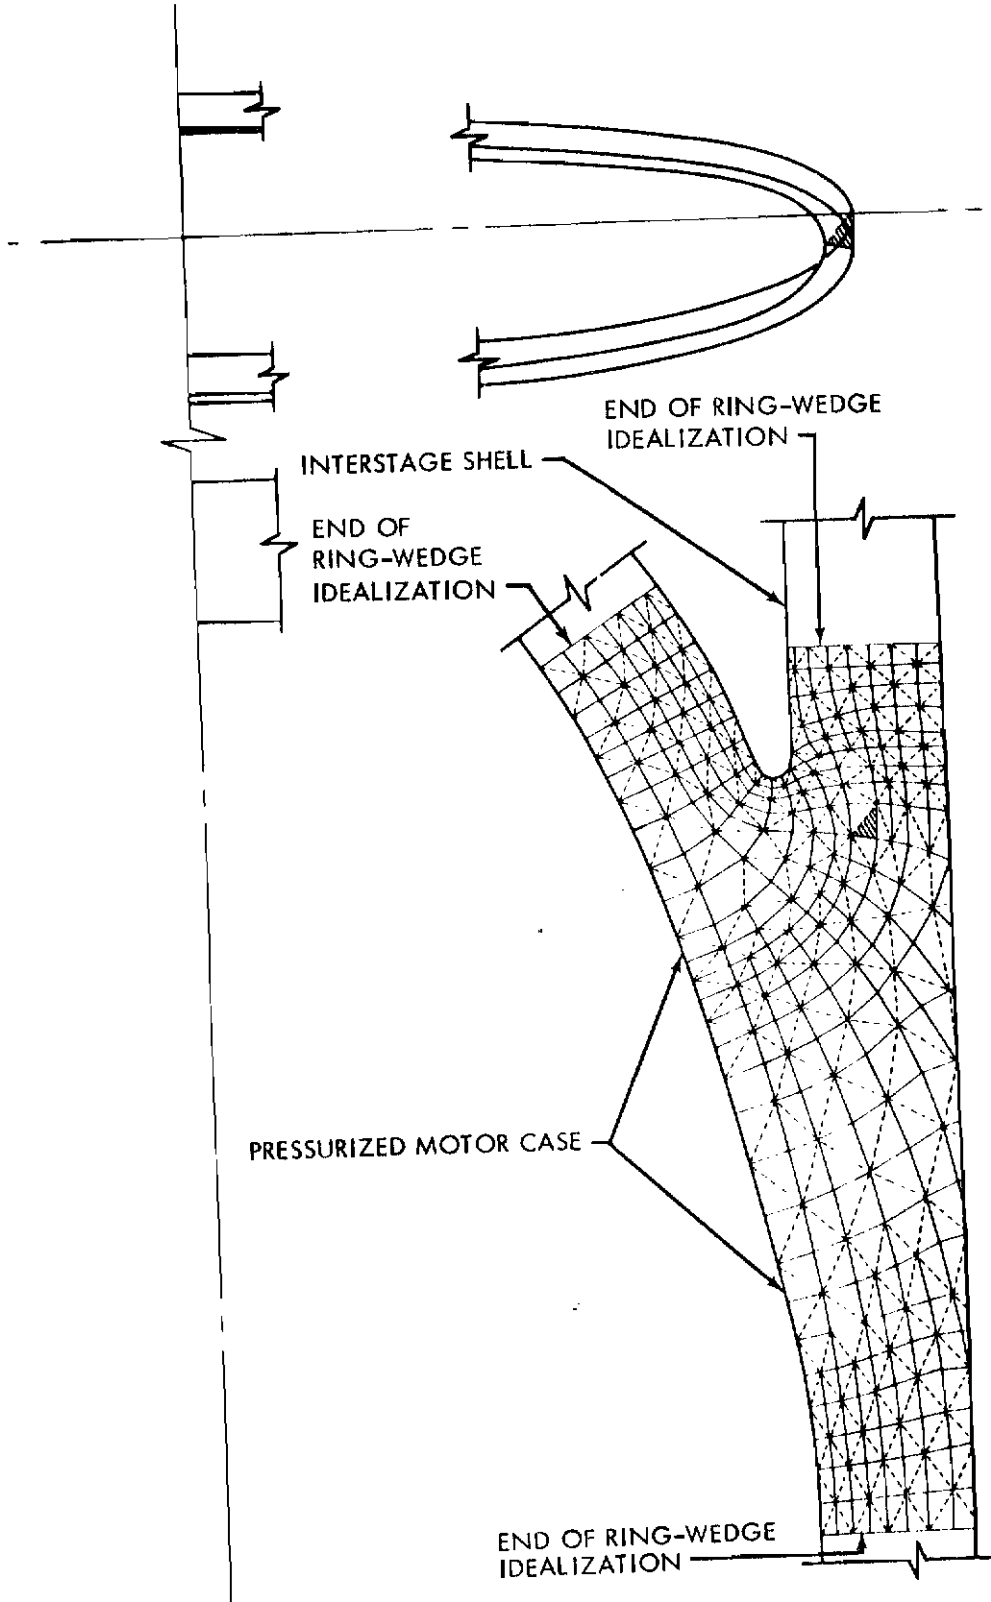 END OF RING-WEDGE
IDEALIZATION
INTERSTAGE SHELL
END OF
RING-WEDGE
IDEALIZATION
PRESSURIZED MOTOR CASE
END OF RING-WEDGE
IDEALIZATION